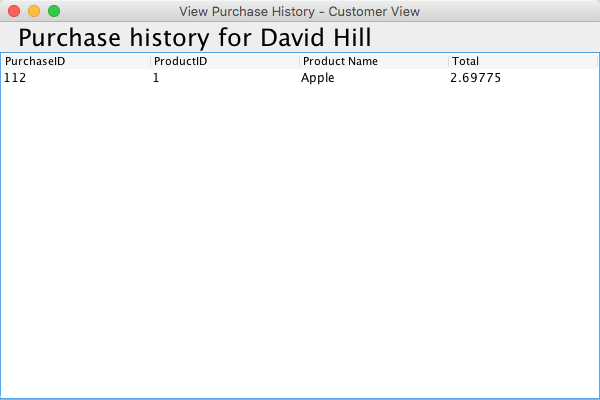 View Purchase History - Customer View
Purchase history for David Hill
PurchaseID ProductID Product Name Total
112 1 Apple 2.69775